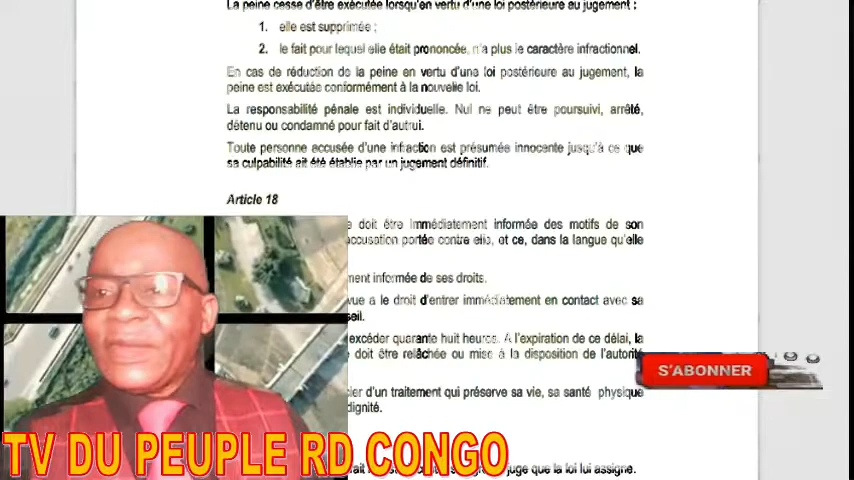 La peine cesse d'être exécutée lorsqu'en vertu d'une loi postérieure au jugement :
1. elle est supprimée ;
2. le fait pour lequel elle était prononcée, n'a plus le caractère infractionnel.
En cas de réduction de la peine en vertu d'une loi postérieure au jugement, la
peine est exécutée conformément à la nouvelle loi.
La responsabilité pénale est individuelle. Nul ne peut être poursuivi, arrêté,
détenu ou condamné pour fait d'autrui.
Toute personne accusée d'une infraction est présumée innocente jusqu'à ce que
sa culpabilité ait été établie par un jugement définitif.
Article 18
doit être immédiatement informée des motifs de son
accusation portée contre elle, et ce, dans la langue qu'elle
ment informée de ses droits.
vue a le droit d'entrer immédiatement en contact avec sa
seil.
excéder quarante huit heures. A l'expiration de ce délai, la
doit être relâchée ou mise à la disposition de l'autorité
S'ABONNER
cier d'un traitement qui préserve sa vie, sa santé physique
dignité.
TV DU PEUPLE RD CONGO
juge que la loi lui assigne.